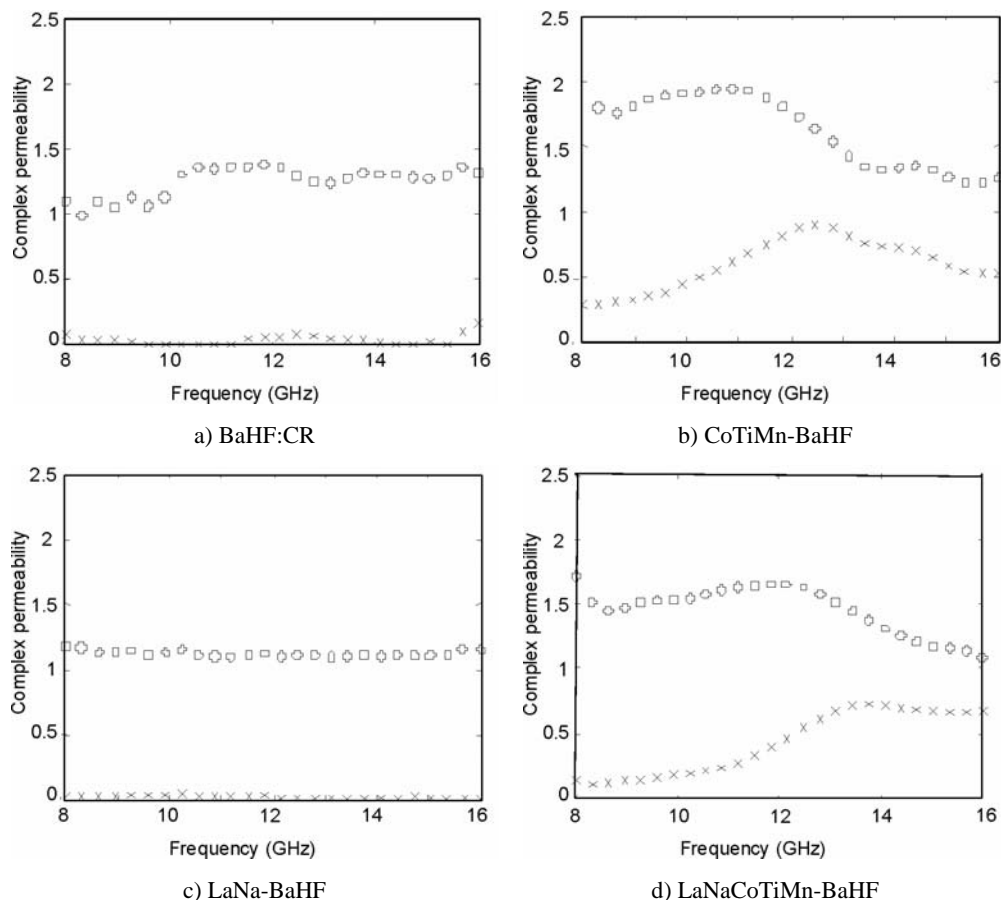 2.5
2
1.5
1
0.5
0
Complex permeability
8 10 12 14 16
Frequency (GHz)
a) BaHF:CR
2.5
2
1.5
1
0.5
0
Complex permeability
8 10 12 14 16
Frequency (GHz)
b) CoTiMn-BaHF
2.5
2
1.5
1
0.5
0
Complex permeability
8 10 12 14 16
Frequency (GHz)
c) LaNa-BaHF
2.5
2
1.5
1
0.5
0
Complex permeability
8 10 12 14 16
Frequency (GHz)
d) LaNaCoTiMn-BaHF